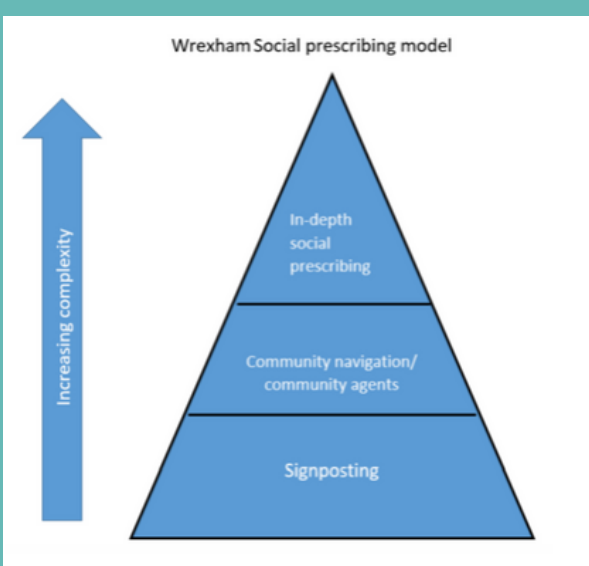 Wrexham Social prescribing model
In-depth
social
prescribing
Increasing complexity
Community navigation/
community agents
Signposting